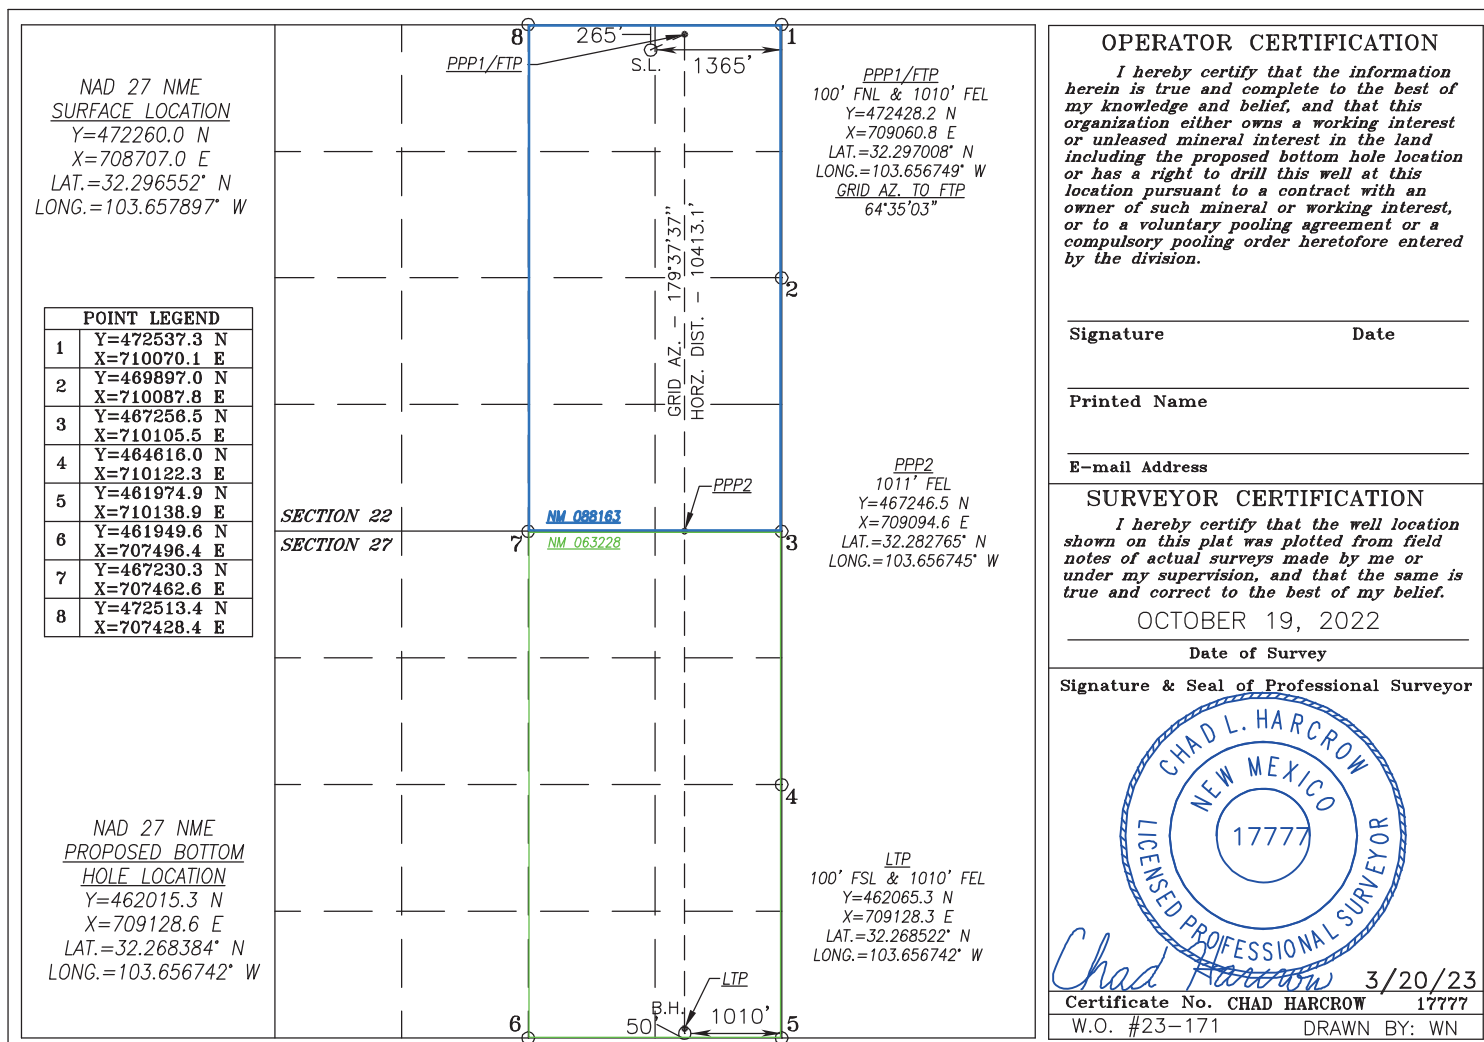 NAD 27 NME
SURFACE LOCATION
Y=472260.0 N
X=708707.0 E
LAT.=32.296552° N
LONG.=103.657897° W
POINT LEGEND
1 Y=472537.3 N
X=710070.1 E
2 Y=469897.0 N
X=710087.8 E
3 Y=467256.5 N
X=710105.5 E
4 Y=464616.0 N
X=710122.3 E
5 Y=461974.9 N
X=710138.9 E
6 Y=461949.6 N
X=707496.4 E
7 Y=467230.3 N
X=707462.6 E
8 Y=472513.4 N
X=707428.4 E
NAD 27 NME
PROPOSED BOTTOM
HOLE LOCATION
Y=462015.3 N
X=709128.6 E
LAT.=32.268384° N
LONG.=103.656742° W
8
265'
1
PPP1/FTP
S.L.
1365'
2
GRID AZ. - 179°37'37"
HORZ. DIST. - 10413.1'
PPP2
SECTION 22
NM 088163
SECTION 27
7
NM 063228
3
4
LTP
B.H.
6
50'
1010'
5
PPP1/FTP
100' FNL & 1010' FEL
Y=472428.2 N
X=709060.8 E
LAT.=32.297008° N
LONG.=103.656749° W
GRID AZ. TO FTP
64°35'03"
PPP2
1011' FEL
Y=467246.5 N
X=709094.6 E
LAT.=32.282765° N
LONG.=103.656745° W
LTP
100' FSL & 1010' FEL
Y=462065.3 N
X=709128.3 E
LAT.=32.268522° N
LONG.=103.656742° W
OPERATOR CERTIFICATION
I hereby certify that the information
herein is true and complete to the best of
my knowledge and belief, and that this
organization either owns a working interest
or unleased mineral interest in the land
including the proposed bottom hole location
or has a right to drill this well at this
location pursuant to a contract with an
owner of such mineral or working interest,
or to a voluntary pooling agreement or a
compulsory pooling order heretofore entered
by the division.
Signature Date
Printed Name
E-mail Address
SURVEYOR CERTIFICATION
I hereby certify that the well location
shown on this plat was plotted from field
notes of actual surveys made by me or
under my supervision, and that the same is
true and correct to the best of my belief.
OCTOBER 19, 2022
Date of Survey
Signature & Seal of Professional Surveyor
CHAD L. HARCROW
NEW MEXICO
17777
LICENSED PROFESSIONAL SURVEYOR
Chad Harcrow 3/20/23
Certificate No. CHAD HARCROW 17777
W.O. #23-171 DRAWN BY: WN